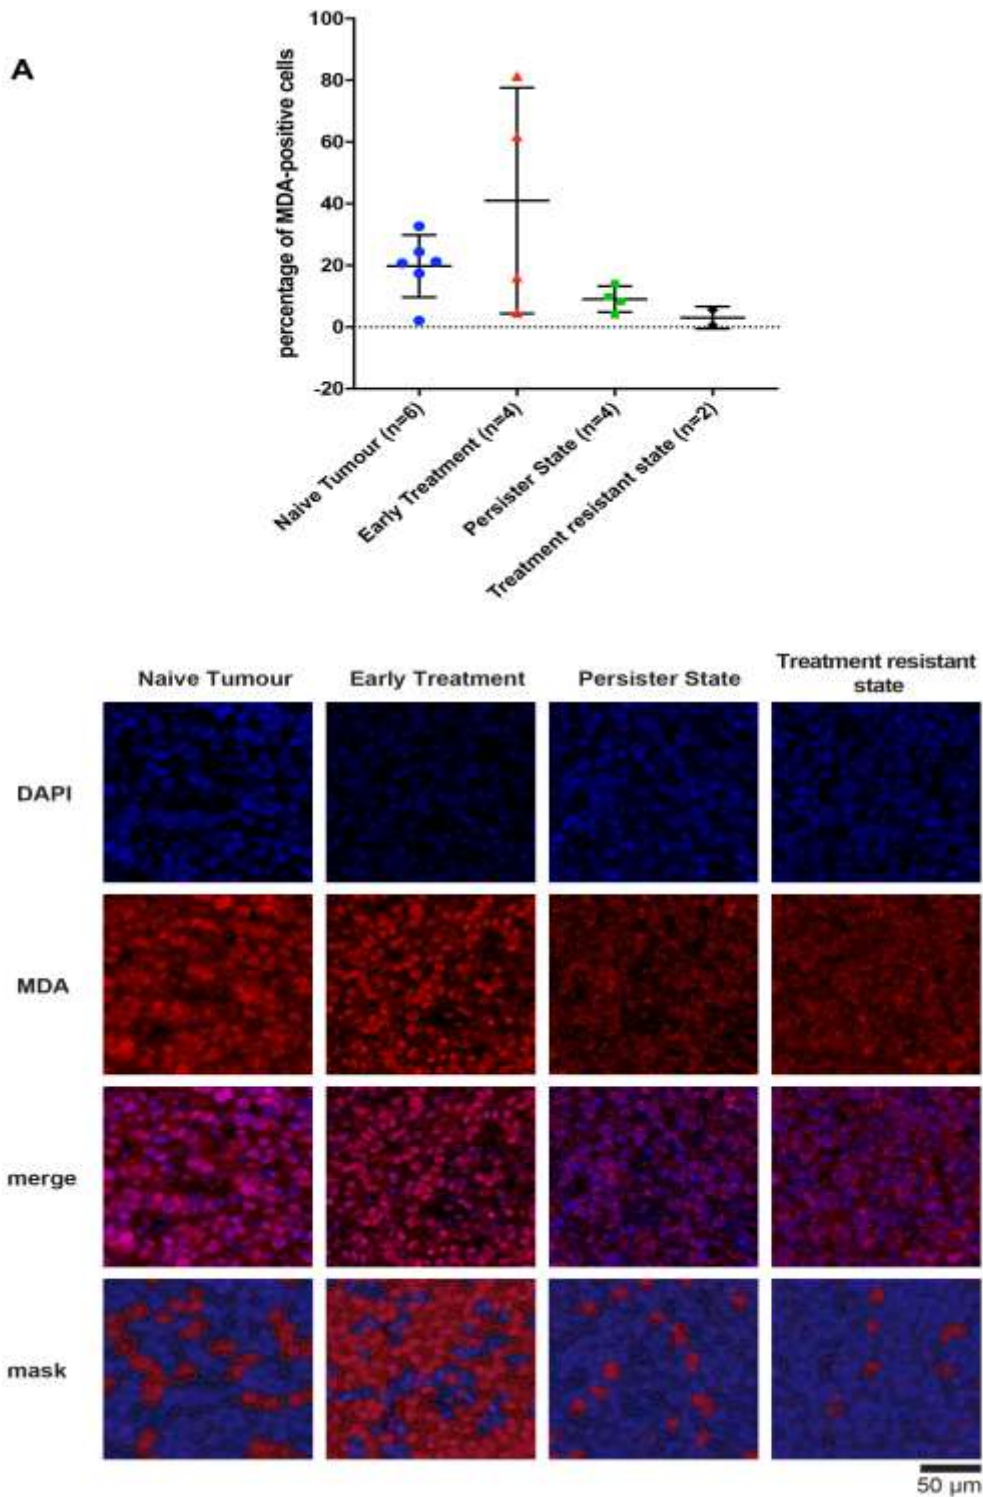 A
percentage of MDA-positive cells
100
80
60
40
20
0
-20
Naive Tumour (n=6)
Early Treatment (n=4)
Persister State (n=4)
Treatment resistant state (n=2)
Naive Tumour
Early Treatment
Persister State
Treatment resistant
state
DAPI
MDA
merge
mask
50 µm